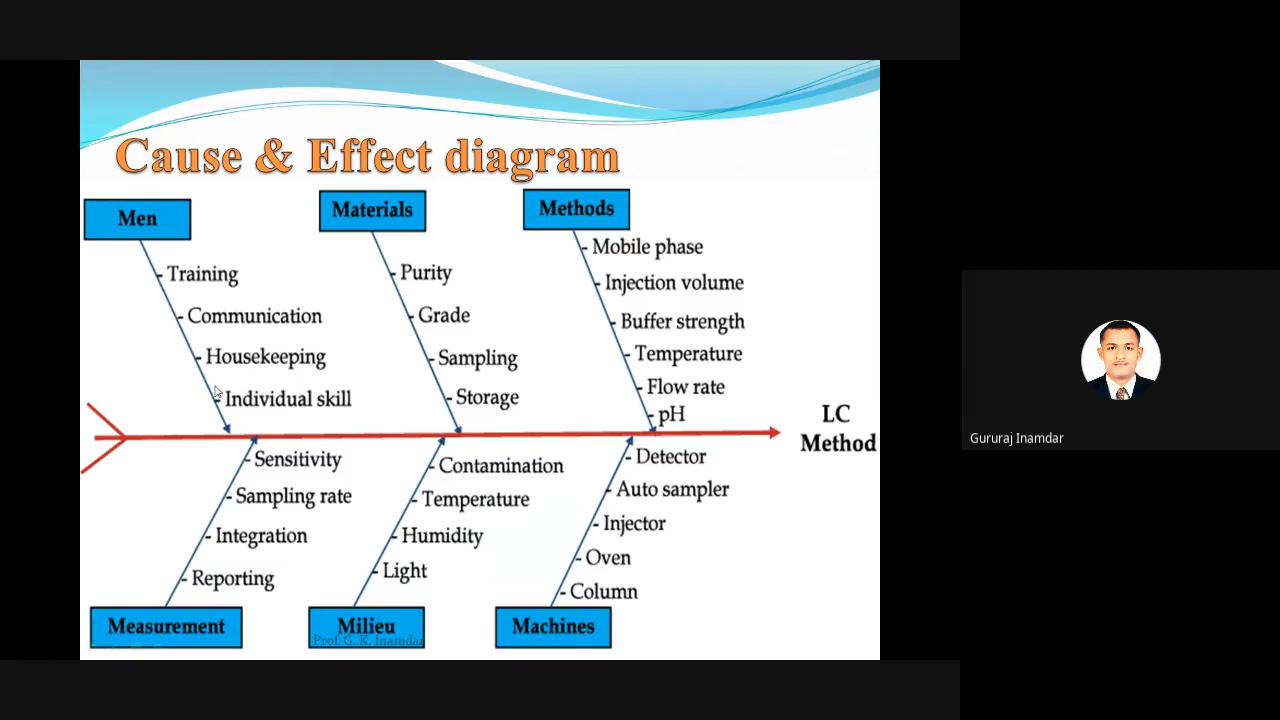 Cause & Effect diagram
Men
Materials
Methods
- Training
- Communication
- Housekeeping
- Individual skill
- Purity
- Grade
- Sampling
- Storage
- Mobile phase
- Injection volume
- Buffer strength
- Temperature
- Flow rate
- pH
LC
Method
- Sensitivity
- Sampling rate
- Integration
- Reporting
- Contamination
- Temperature
- Humidity
- Light
- Detector
- Auto sampler
- Injector
- Oven
- Column
Measurement
Milieu
Machines
Prof. G. K. Inamdar
Gururaj Inamdar